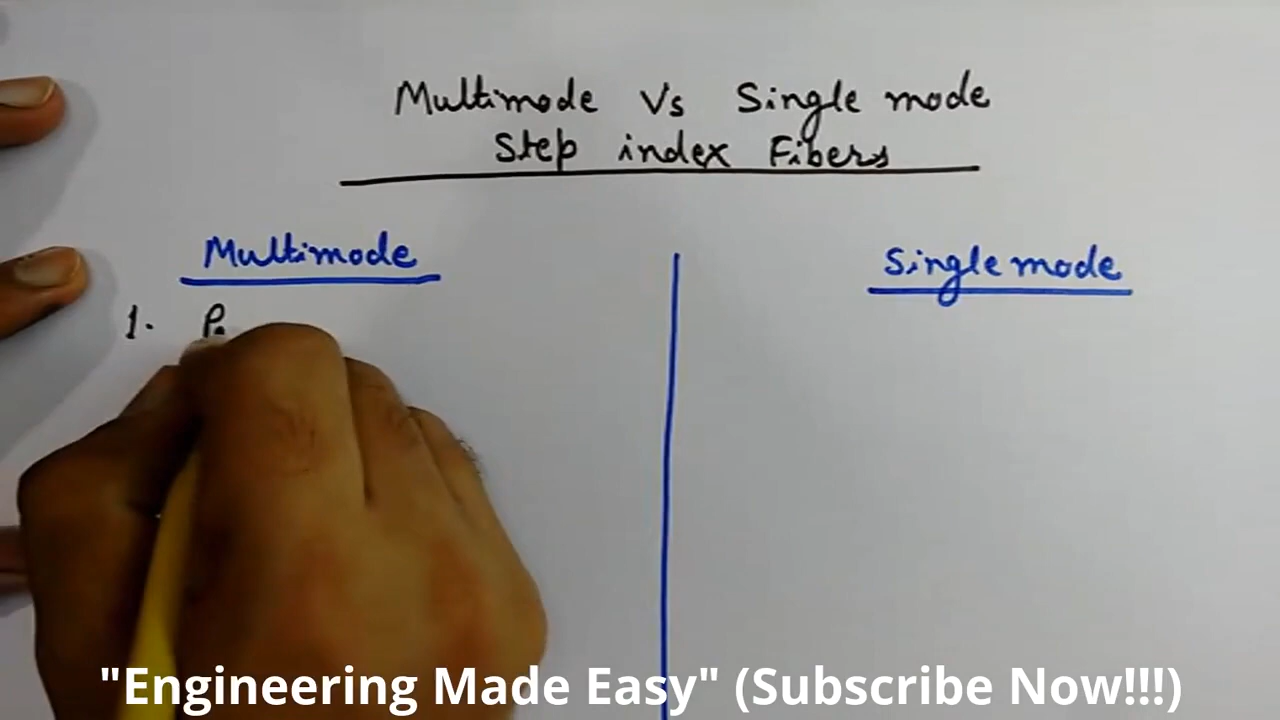 Multimode Vs Single mode
Step index Fibers
Multimode
Single mode
1.
"Engineering Made Easy" (Subscribe Now!!!)